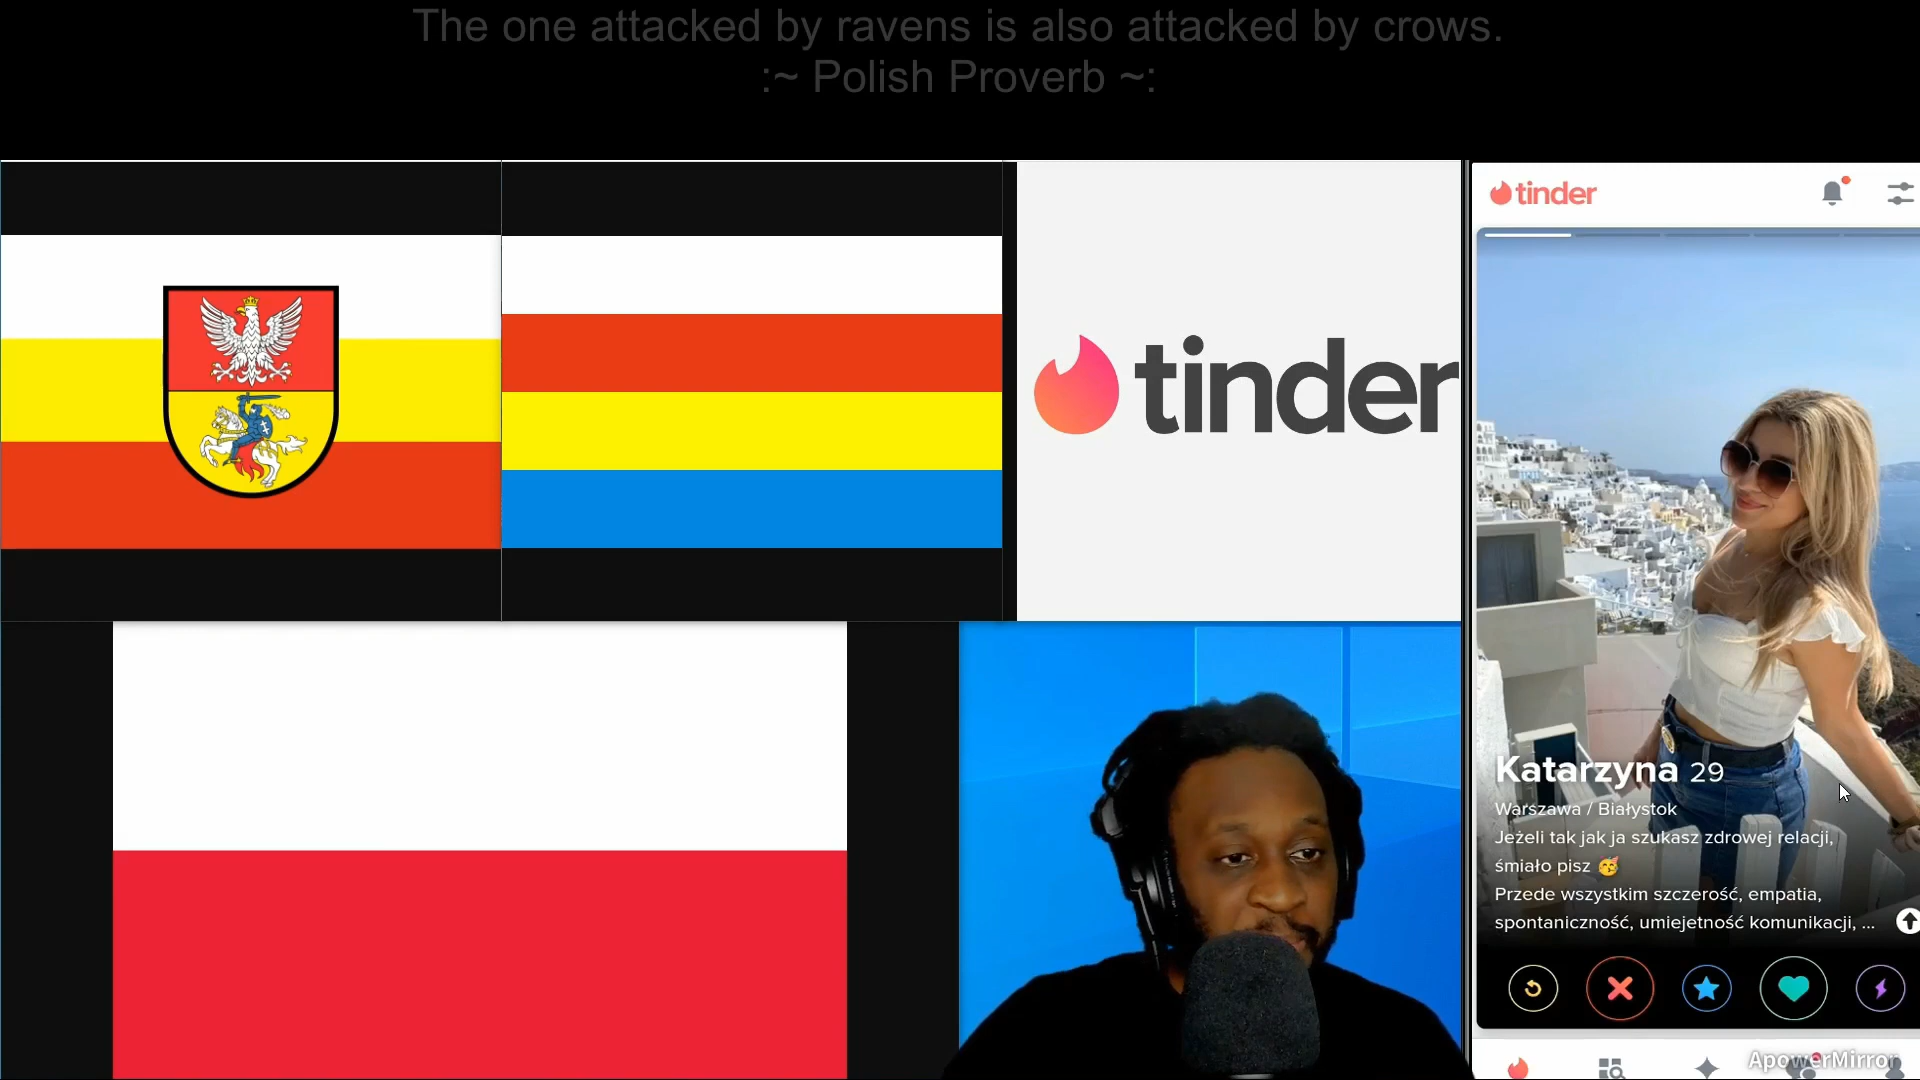 The one attacked by ravens is also attacked by crows.
:~ Polish Proverb ~:
tinder
tinder
Katarzyna 29
Warszawa / Białystok
Jeżeli tak jak ja szukasz zdrowej relacji,
śmiało pisz 🥳
Przede wszystkim szczerość, empatia,
spontaniczność, umiejetność komunikacji, ...
ApowerMirror